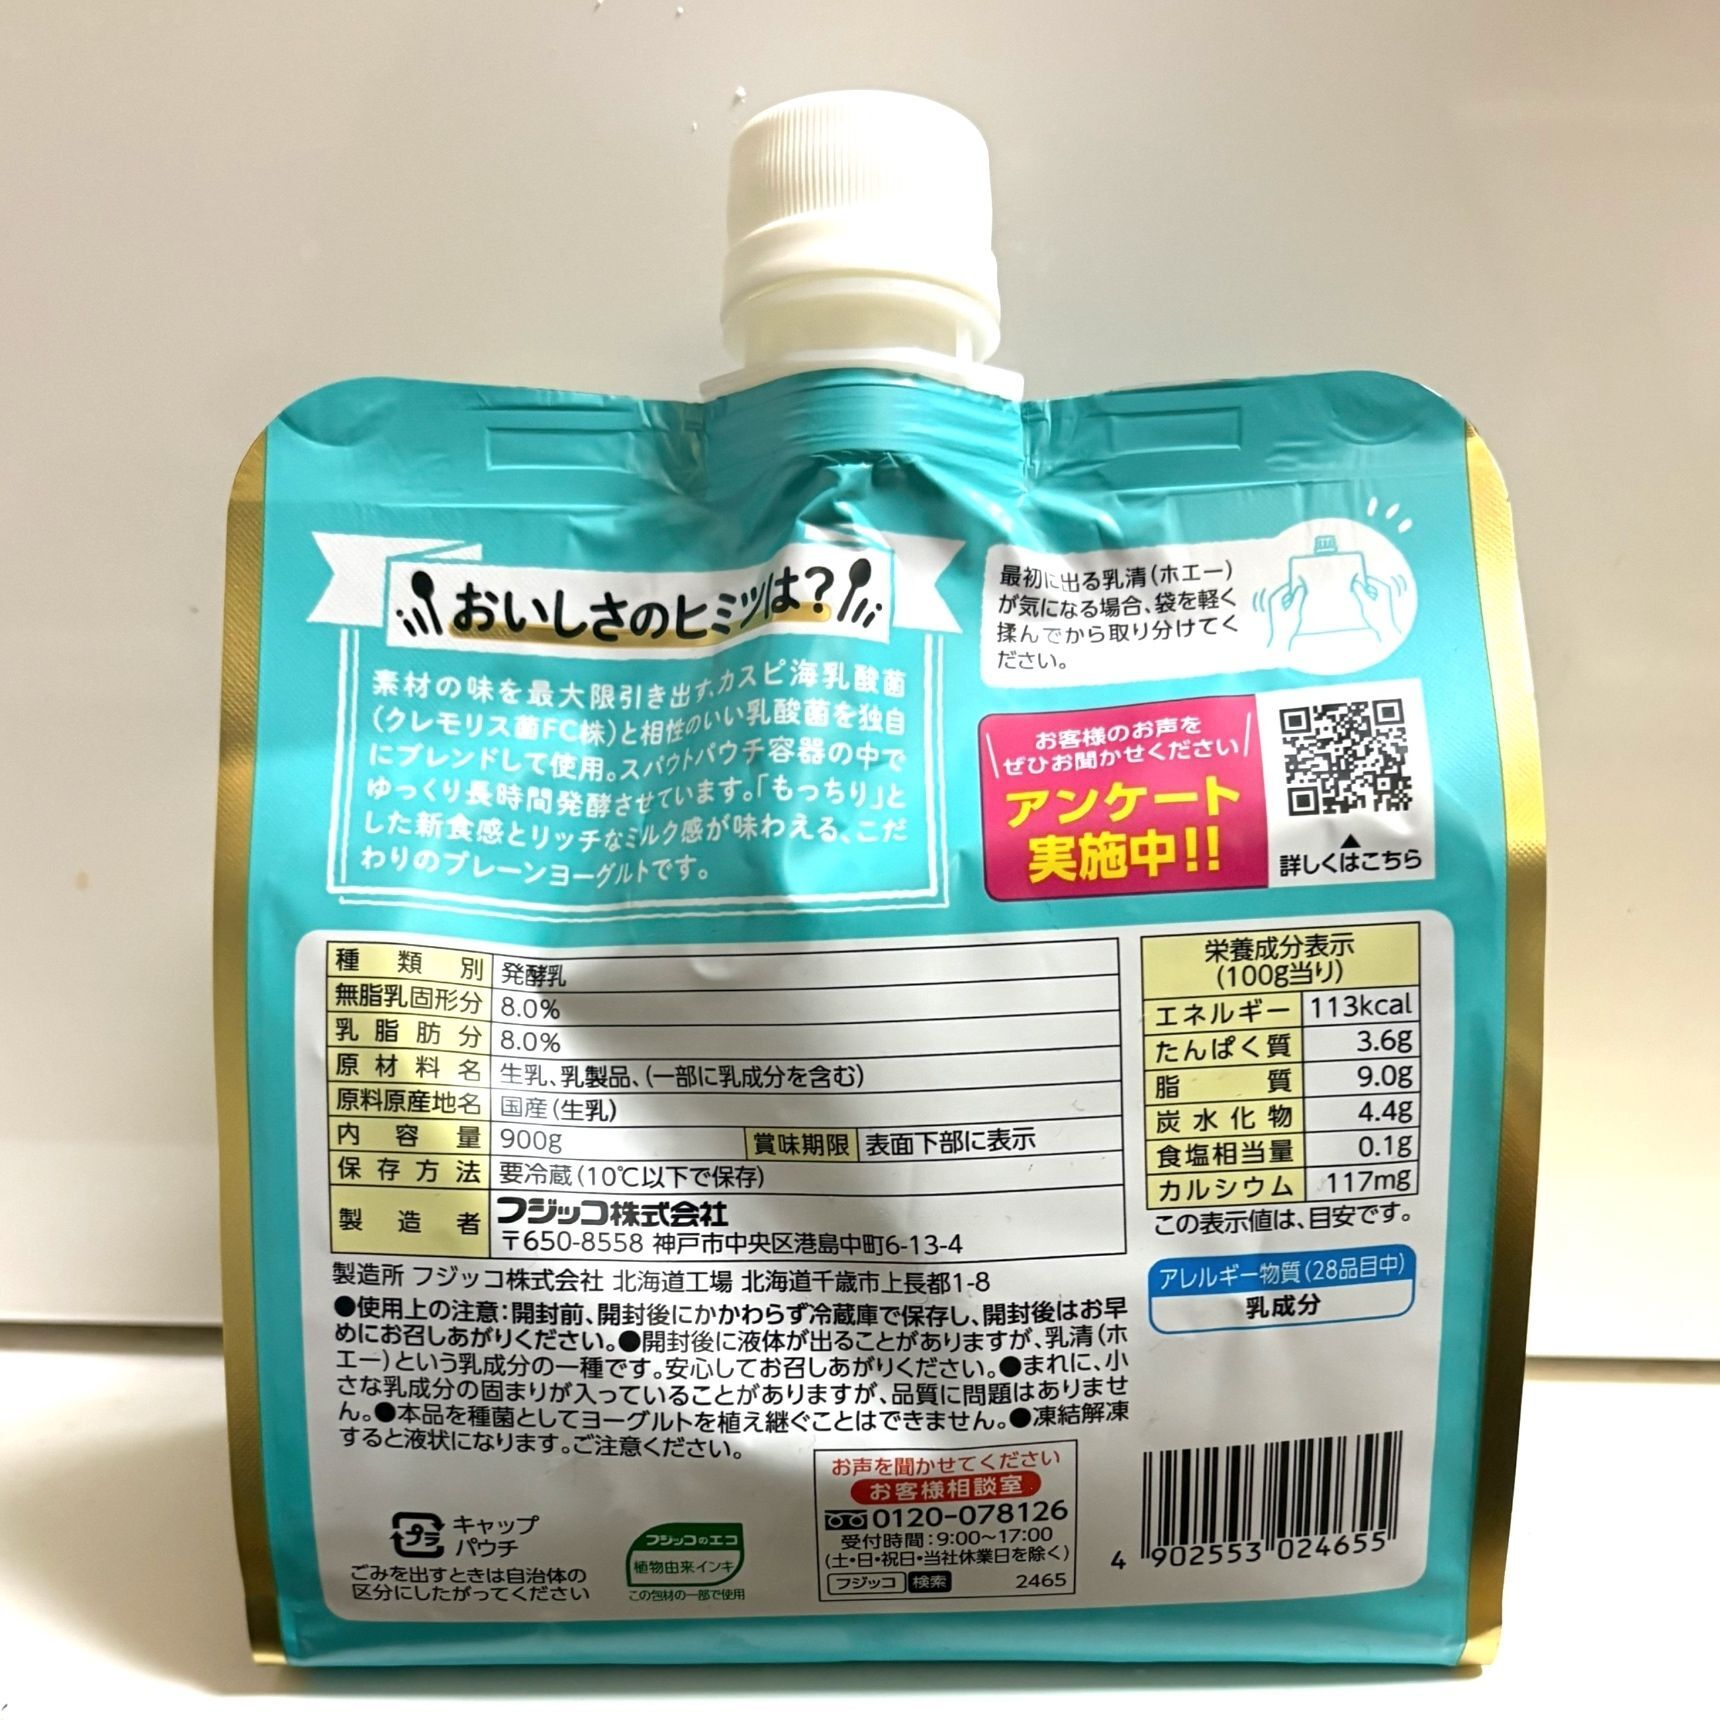 おいしさのヒミツは?
素材の味を最大限引き出す、カスピ海乳酸菌
(クレモリス菌FC株)と相性のいい乳酸菌を独自
にブレンドして使用。スパウトパウチ容器の中で
ゆっくり長時間発酵させています。「もっちり」と
した新食感とリッチなミルク感が味わえる、こだ
わりのプレーンヨーグルトです。
最初に出る乳清(ホエー)
が気になる場合、袋を軽く
揉んでから取り分けてく
ださい。
お客様のお声を
ぜひお聞かせください
アンケート
実施中!!
▲
詳しくはこちら
種類別 発酵乳
無脂乳固形分 8.0%
乳脂肪分 8.0%
原材料名 生乳、乳製品、(一部に乳成分を含む)
原料原産地名 国産(生乳)
内容量 900g 賞味期限 表面下部に表示
保存方法 要冷蔵(10℃以下で保存)
製造者 フジッコ株式会社
〒650-8558 神戸市中央区港島中町6-13-4
製造所 フジッコ株式会社 北海道工場 北海道千歳市上長都1-8
●使用上の注意:開封前、開封後にかかわらず冷蔵庫で保存し、開封後はお早
めにお召しあがりください。●開封後に液体が出ることがありますが、乳清(ホ
エー)という乳成分の一種です。安心してお召しあがりください。●まれに、小
さな乳成分の固まりが入っていることがありますが、品質に問題はありませ
ん。●本品を種菌としてヨーグルトを植え継ぐことはできません。●凍結解凍
すると液状になります。ご注意ください。
栄養成分表示
(100g当り)
エネルギー 113kcal
たんぱく質 3.6g
脂質 9.0g
炭水化物 4.4g
食塩相当量 0.1g
カルシウム 117mg
この表示値は、目安です。
アレルギー物質(28品目中)
乳成分
プラ
キャップ
パウチ
ごみを出すときは自治体の
区分にしたがってください
フジッコのエコ
植物由来インキ
この包材の一部で使用
お声を聞かせてください
お客様相談室
0120-078126
受付時間:9:00~17:00
(土・日・祝日・当社休業日を除く)
フジッコ 検索 2465
4 902553 024655